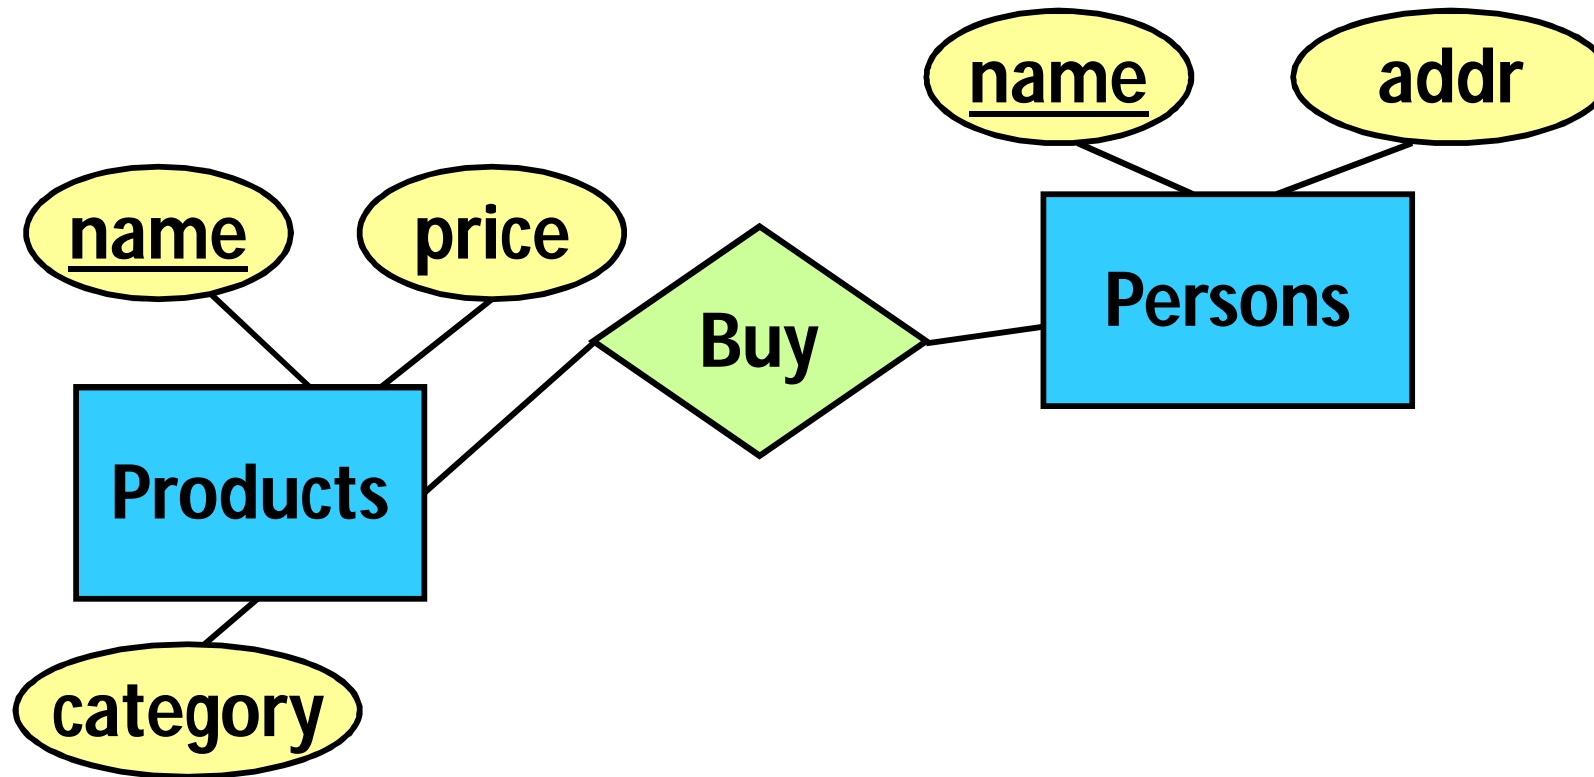 name
addr
name
price
Buy
Persons
Products
category